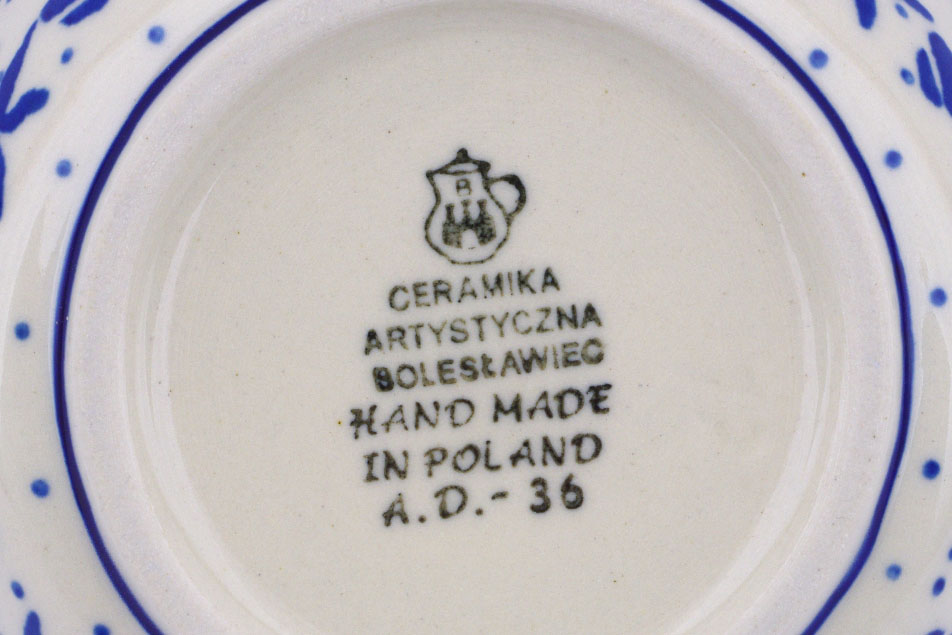 B
CERAMIKA
ARTYSTYCZNA
BOLESŁAWIEC
HAND MADE
IN POLAND
A.D.- 36